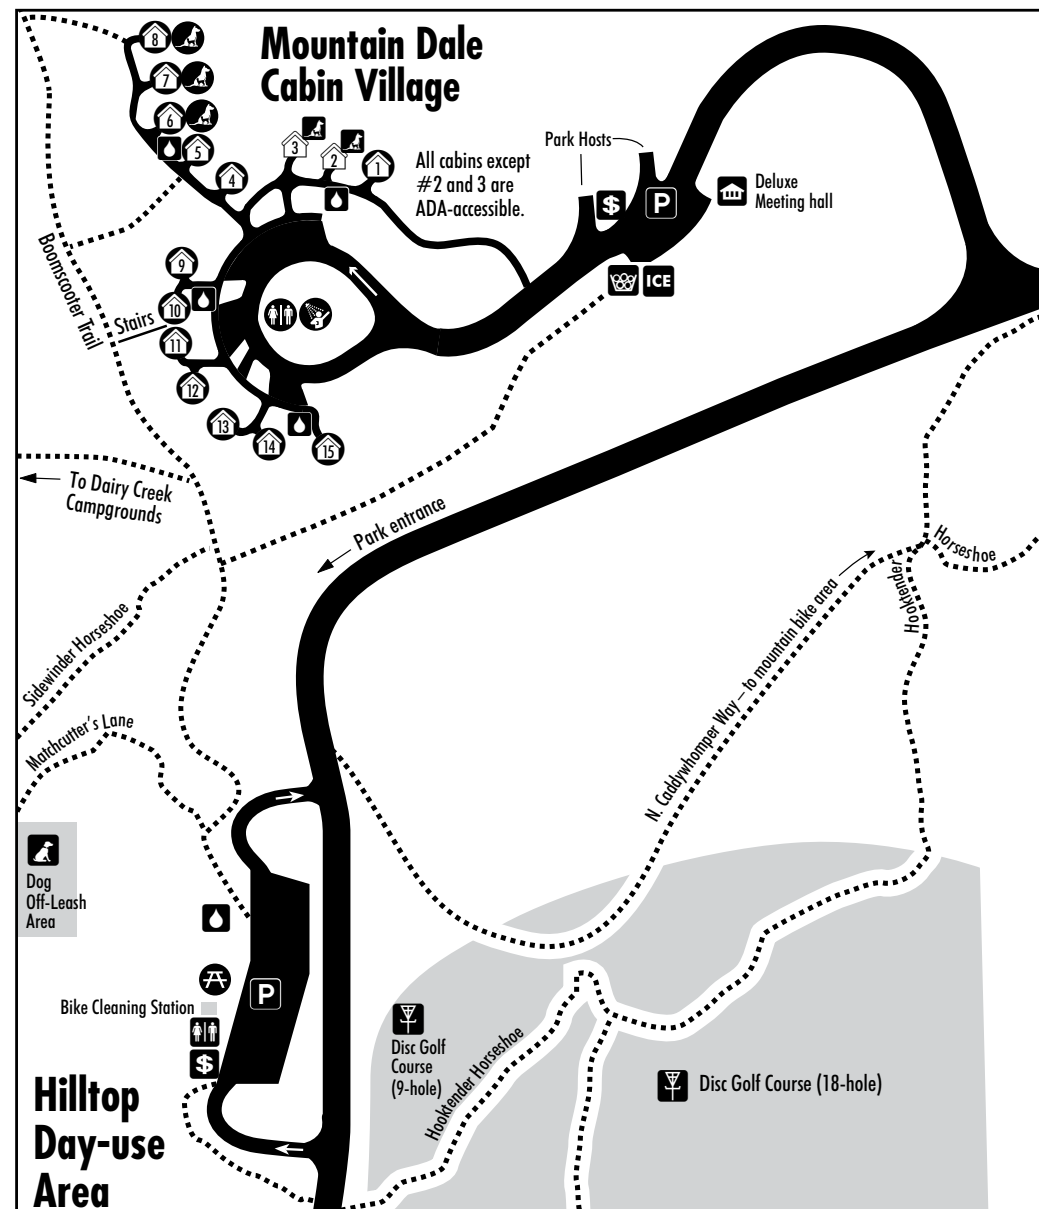 Mountain Dale
Cabin Village
8
7
6
5
4
3
2
1
All cabins except
#2 and 3 are
ADA-accessible.
Park Hosts
$
P
Deluxe
Meeting hall
ICE
Boomscooter Trail
Stairs
9
10
11
12
13
14
15
To Dairy Creek
Campgrounds
Park entrance
Horseshoe
Hooktender
Sidewinder Horseshoe
Matchcutter's Lane
N. Caddywhomper Way – to mountain bike area
Dog
Off-Leash
Area
P
Bike Cleaning Station
$
Disc Golf
Course
(9-hole)
Hooktender Horseshoe
Disc Golf Course (18-hole)
Hilltop
Day-use
Area